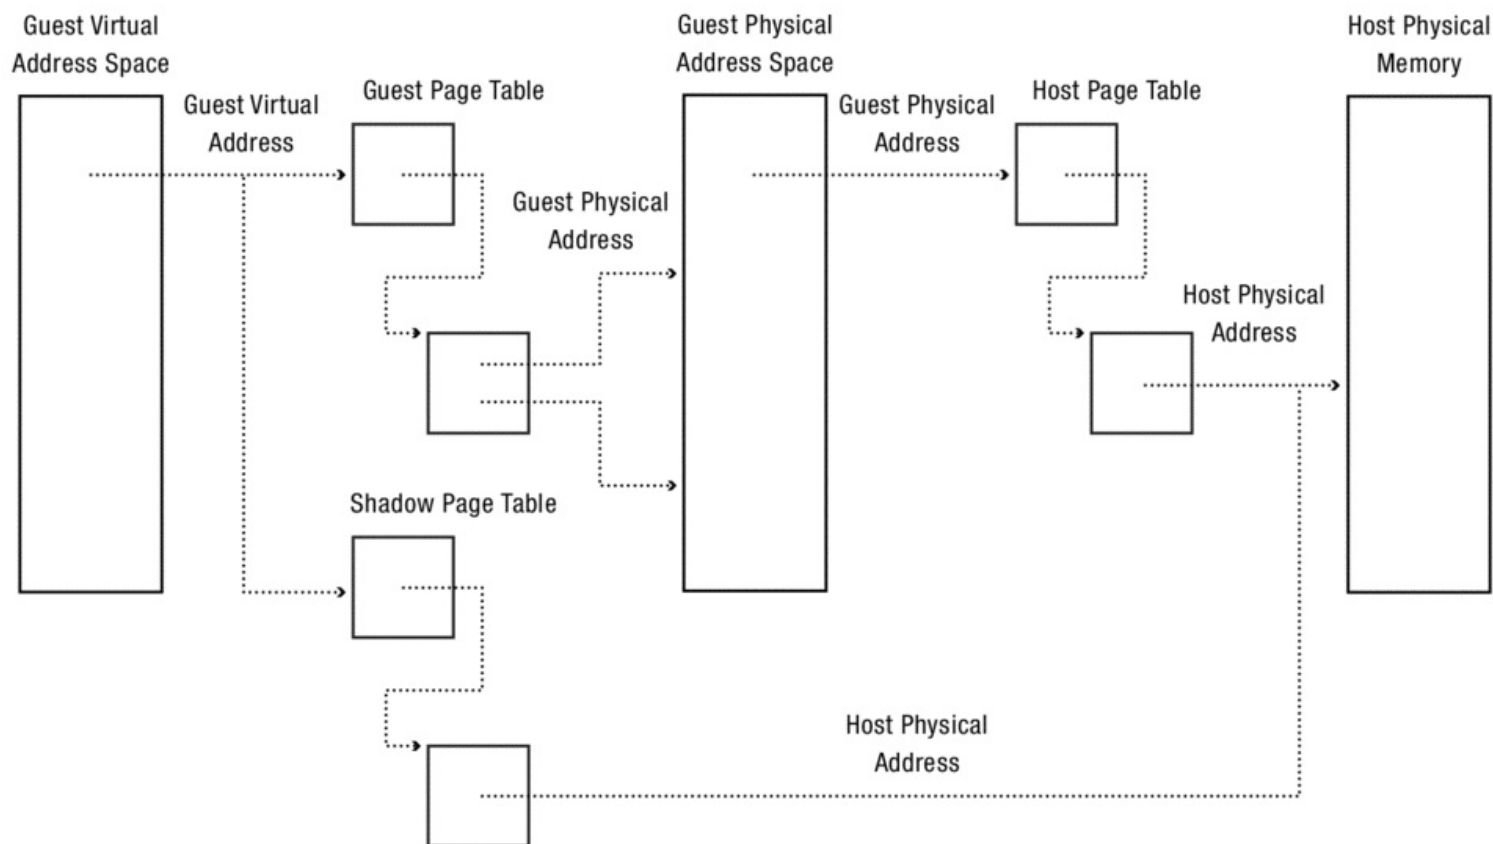 Guest Virtual
Address Space
Guest Virtual
Address
Guest Page Table
Guest Physical
Address
Guest Physical
Address Space
Guest Physical
Address
Host Page Table
Host Physical
Address
Host Physical
Memory
Shadow Page Table
Host Physical
Address